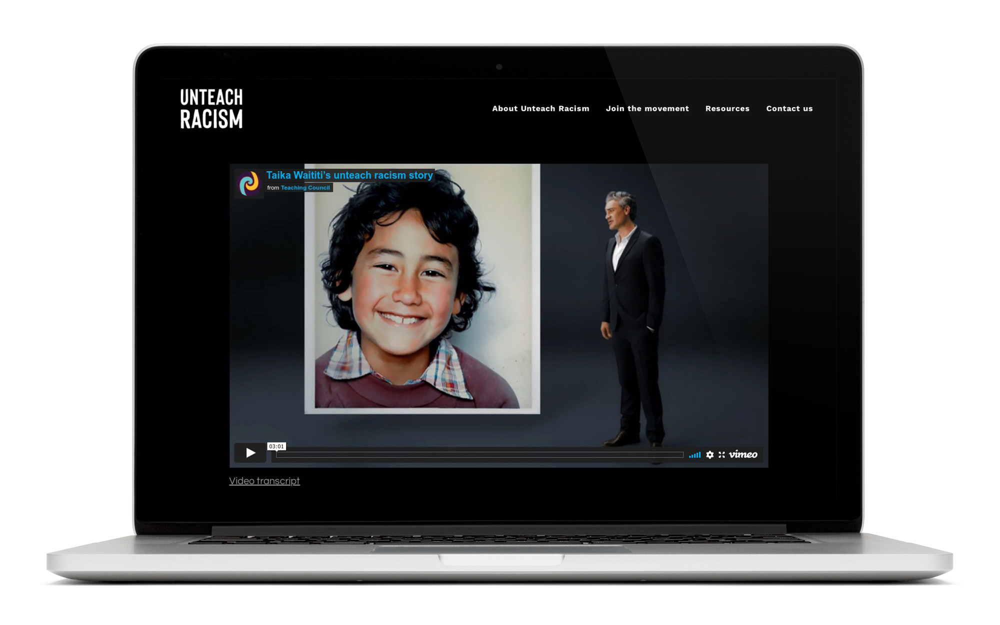 UNTEACH
RACISM
About Unteach Racism Join the movement Resources Contact us
Taika Waititi’s unteach racism story
from Teaching Council
03:01
vimeo
Video transcript